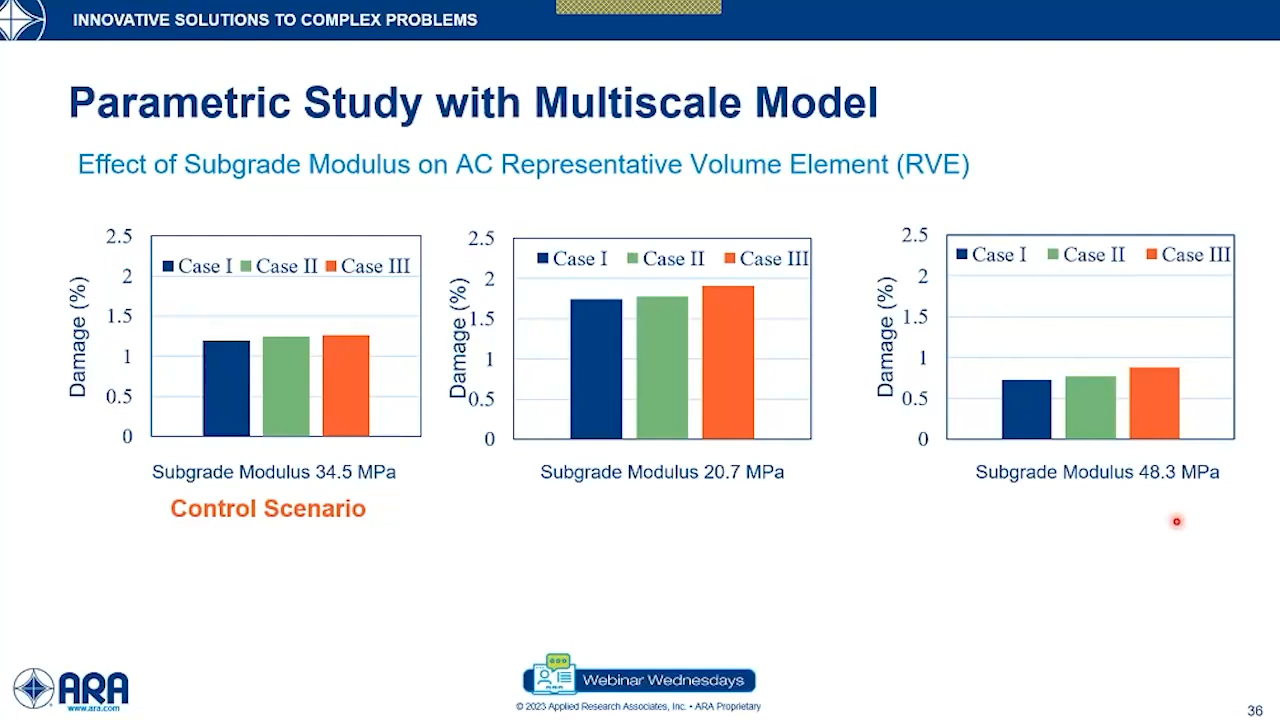 INNOVATIVE SOLUTIONS TO COMPLEX PROBLEMS
Parametric Study with Multiscale Model
Effect of Subgrade Modulus on AC Representative Volume Element (RVE)
2.5
2
1.5
1
0.5
0
Damage (%)
Case I Case II Case III
Subgrade Modulus 34.5 MPa
Control Scenario
2.5
2
1.5
1
0.5
0
Damage (%)
Case I Case II Case III
Subgrade Modulus 20.7 MPa
2.5
2
1.5
1
0.5
0
Damage (%)
Case I Case II Case III
Subgrade Modulus 48.3 MPa
ARA
www.ara.com
Webinar Wednesdays
© 2023 Applied Research Associates, Inc. • ARA Proprietary
36